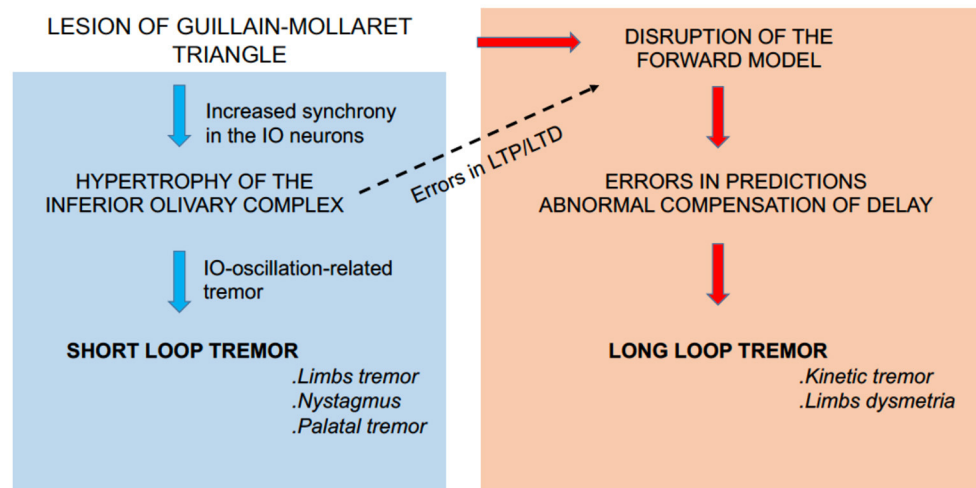 LESION OF GUILLAIN-MOLLARET
TRIANGLE
Increased synchrony
in the IO neurons
HYPERTROPHY OF THE
INFERIOR OLIVARY COMPLEX
IO-oscillation-related
tremor
SHORT LOOP TREMOR
.Limbs tremor
.Nystagmus
.Palatal tremor
Errors in LTP/LTD
DISRUPTION OF THE
FORWARD MODEL
ERRORS IN PREDICTIONS
ABNORMAL COMPENSATION OF DELAY
LONG LOOP TREMOR
.Kinetic tremor
.Limbs dysmetria